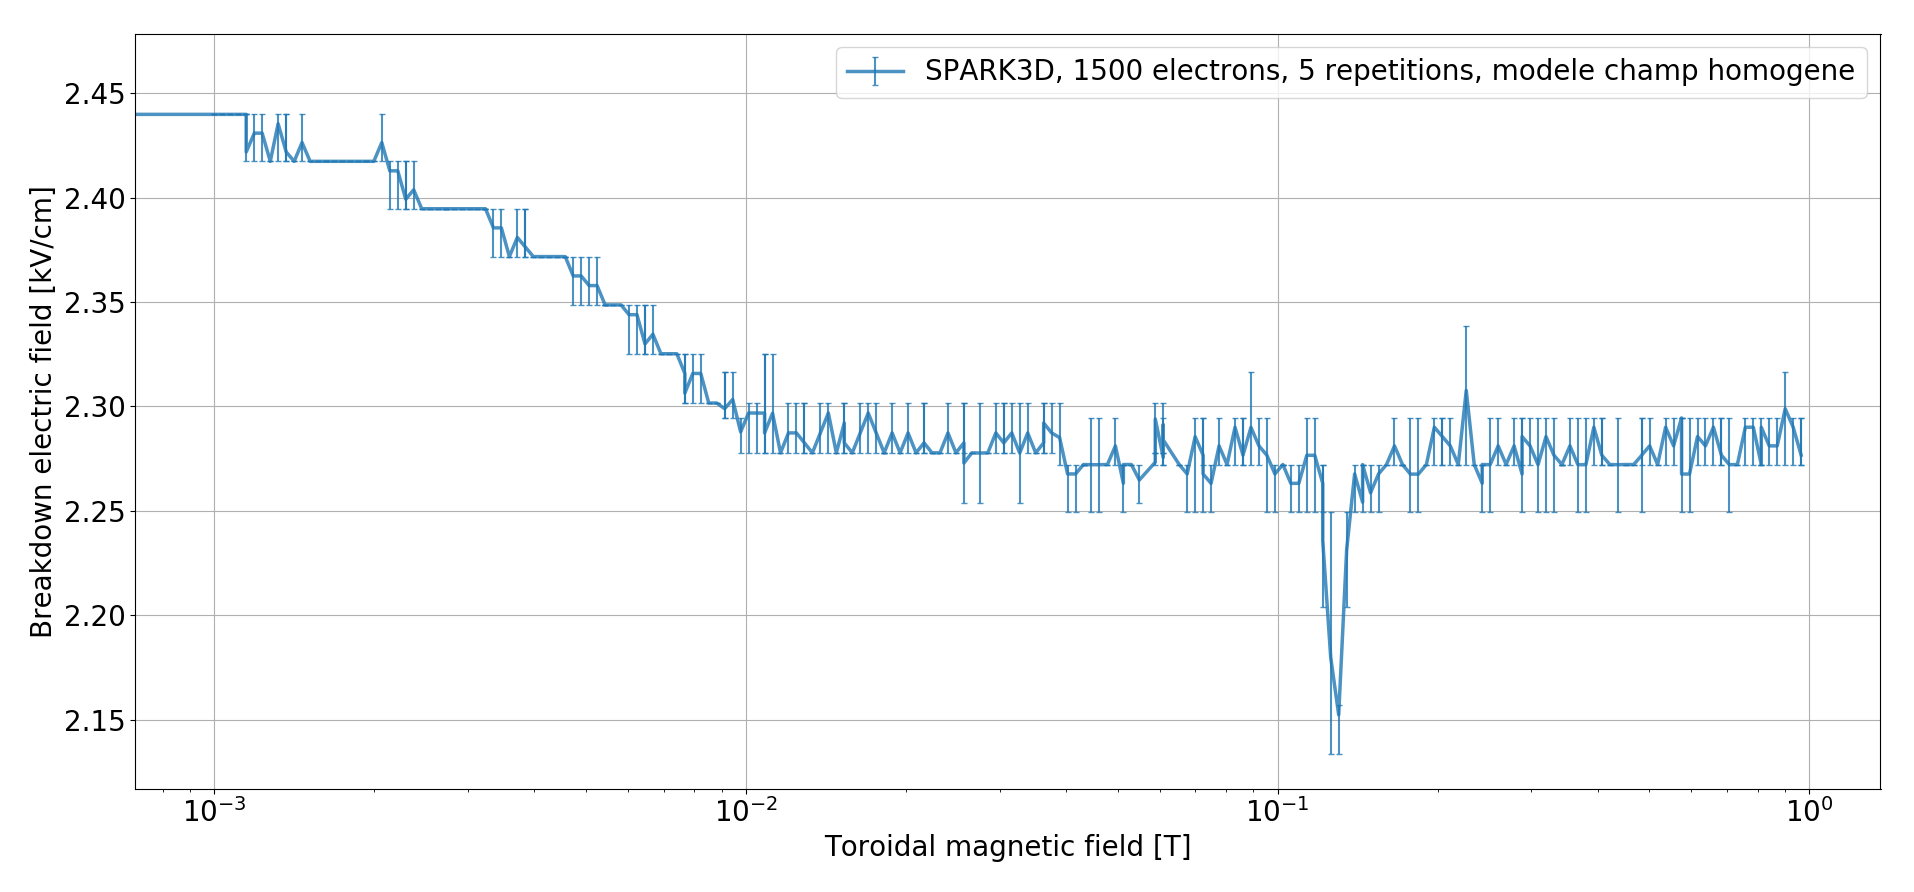 SPARK3D, 1500 electrons, 5 repetitions, modele champ homogene
Breakdown electric field [kV/cm]
2.45
2.40
2.35
2.30
2.25
2.20
2.15
10⁻³ 10⁻² 10⁻¹ 10⁰
Toroidal magnetic field [T]